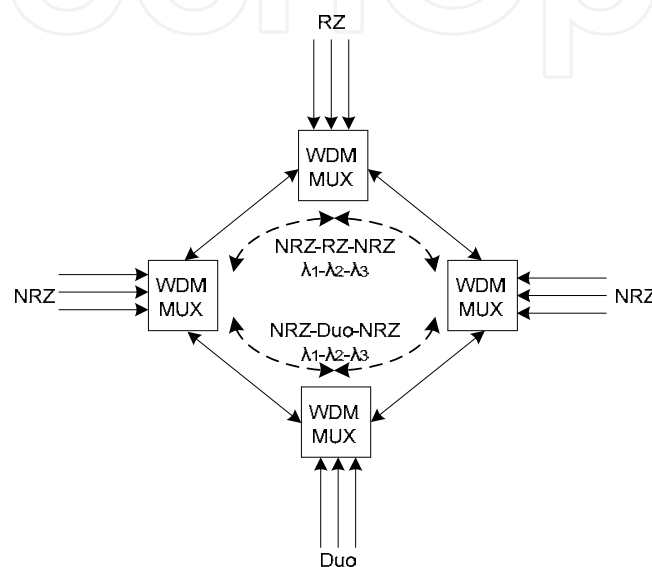 RZ
WDM
MUX
NRZ-RZ-NRZ
λ1-λ2-λ3
NRZ
WDM
MUX
WDM
MUX
NRZ
NRZ-Duo-NRZ
λ1-λ2-λ3
WDM
MUX
Duo